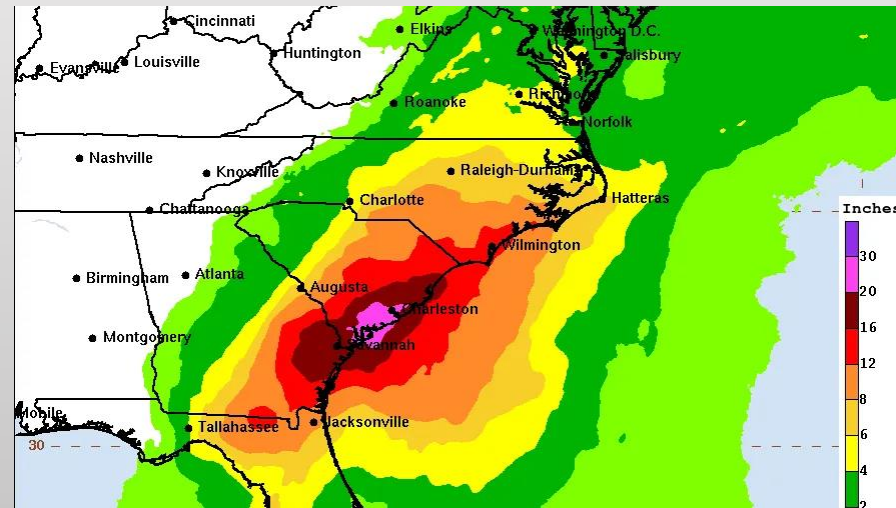 Cincinnati
Elkins
Washington D.C.
Huntington
Louisville
Salisbury
Evansville
Roanoke
Richmond
Norfolk
Nashville
Raleigh-Durham
Knoxville
Charlotte
Hatteras
Chattanooga
Inches
Wilmington
30
Birmingham
Atlanta
Augusta
20
Charleston
16
Montgomery
Savannah
12
8
Mobile
Tallahassee
Jacksonville
6
30
4
2